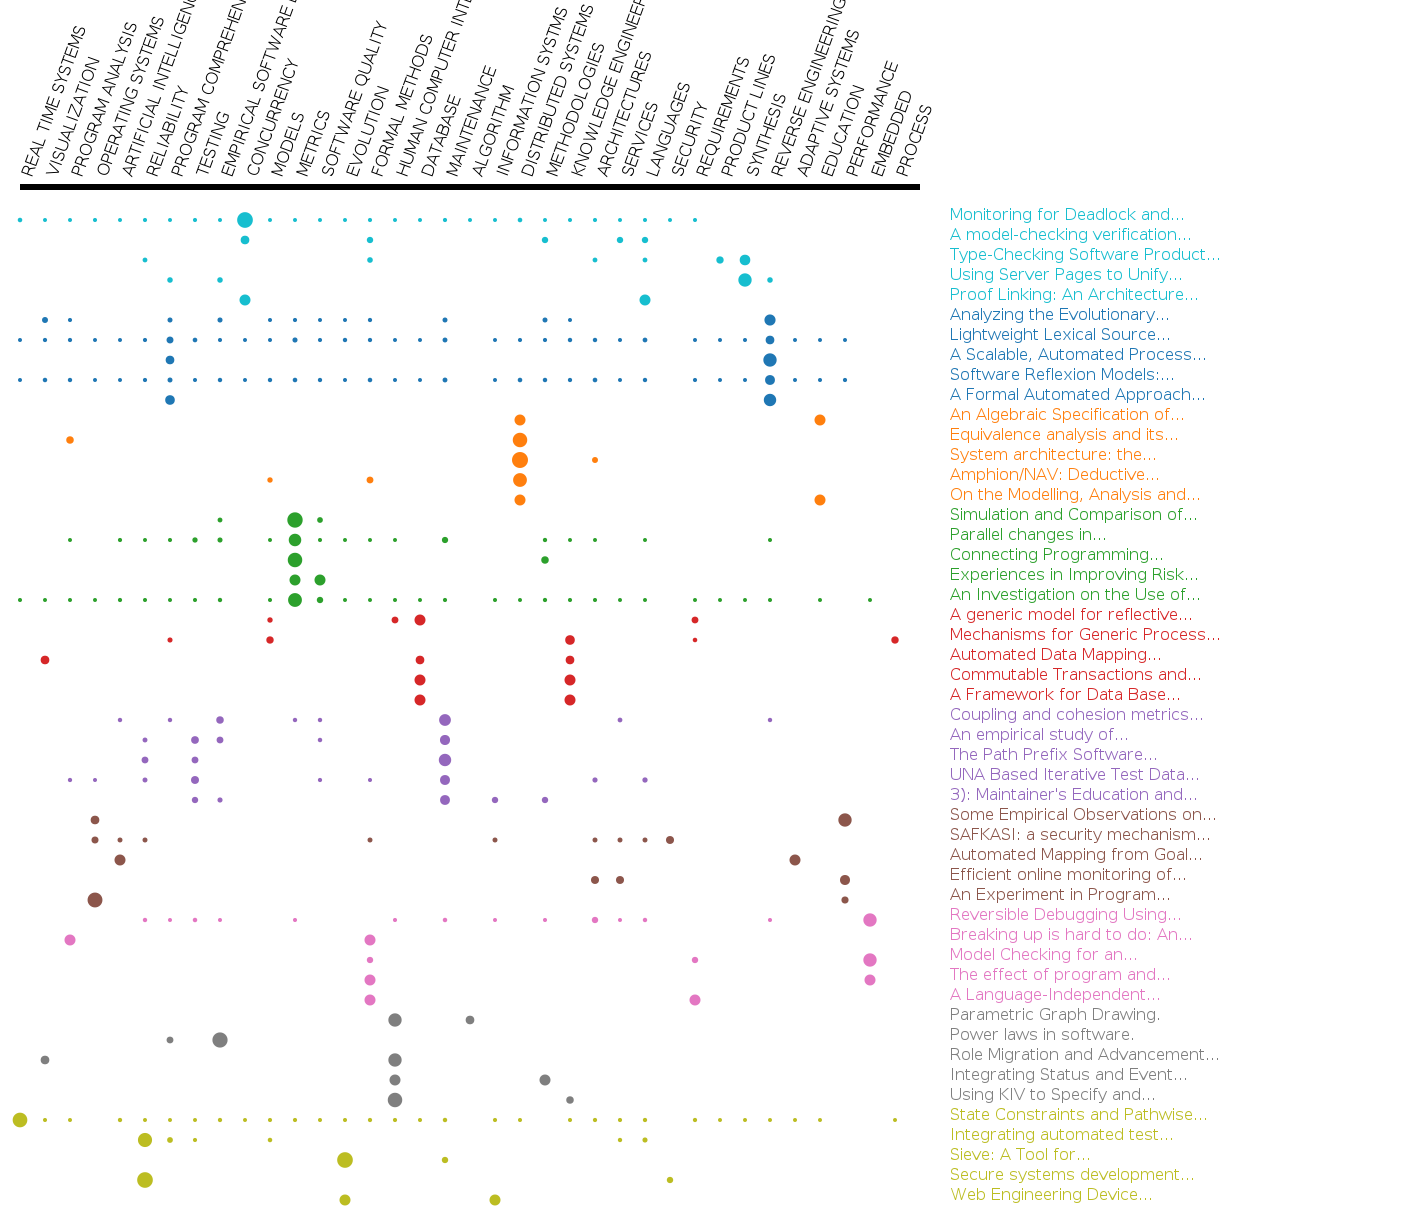 REAL TIME SYSTEMS
VISUALIZATION
PROGRAM ANALYSIS
OPERATING SYSTEMS
ARTIFICIAL INTELLIGENC
RELIABILITY
PROGRAM COMPREHEN
TESTING
EMPIRICAL SOFTWARE
CONCURRENCY
MODELS
METRICS
SOFTWARE QUALITY
EVOLUTION
FORMAL METHODS
HUMAN COMPUTER INTE
DATABASE
MAINTENANCE
ALGORITHM
INFORMATION SYSTMS
DISTRIBUTED SYSTEMS
METHODOLOGIES
KNOWLEDGE ENGINEER
ARCHITECTURES
SERVICES
LANGUAGES
SECURITY
REQUIREMENTS
PRODUCT LINES
SYNTHESIS
REVERSE ENGINEERING
ADAPTIVE SYSTEMS
EDUCATION
PERFORMANCE
EMBEDDED
PROCESS
Monitoring for Deadlock and...
A model-checking verification...
Type-Checking Software Product...
Using Server Pages to Unify...
Proof Linking: An Architecture...
Analyzing the Evolutionary...
Lightweight Lexical Source...
A Scalable, Automated Process...
Software Reflexion Models:...
A Formal Automated Approach...
An Algebraic Specification of...
Equivalence analysis and its...
System architecture: the...
Amphion/NAV: Deductive...
On the Modelling, Analysis and...
Simulation and Comparison of...
Parallel changes in...
Connecting Programming...
Experiences in Improving Risk...
An Investigation on the Use of...
A generic model for reflective...
Mechanisms for Generic Process...
Automated Data Mapping...
Commutable Transactions and...
A Framework for Data Base...
Coupling and cohesion metrics...
An empirical study of...
The Path Prefix Software...
UNA Based Iterative Test Data...
3): Maintainer's Education and...
Some Empirical Observations on...
SAFKASI: a security mechanism...
Automated Mapping from Goal...
Efficient online monitoring of...
An Experiment in Program...
Reversible Debugging Using...
Breaking up is hard to do: An...
Model Checking for an...
The effect of program and...
A Language-Independent...
Parametric Graph Drawing.
Power laws in software.
Role Migration and Advancement...
Integrating Status and Event...
Using KIV to Specify and...
State Constraints and Pathwise...
Integrating automated test...
Sieve: A Tool for...
Secure systems development...
Web Engineering Device...